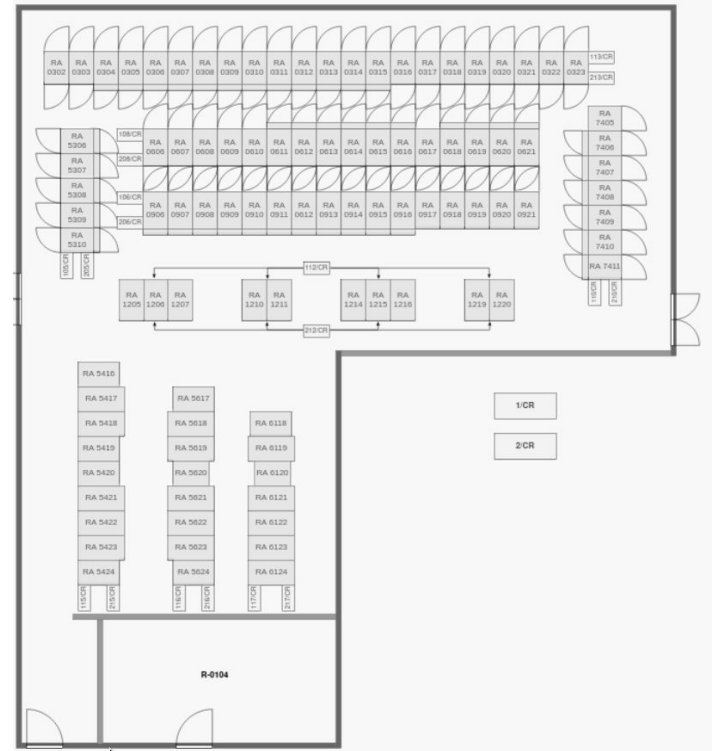 RA 0302 RA 0303 RA 0304 RA 0305 RA 0306 RA 0307 RA 0308 RA 0309 RA 0310 RA 0311 RA 0312 RA 0313 RA 0314 RA 0315 RA 0316 RA 0317 RA 0318 RA 0319 RA 0320 RA 0321 RA 0322 RA 0323
113/CR
213/CR
108/CR
208/CR
RA 0606 RA 0607 RA 0608 RA 0609 RA 0610 RA 0611 RA 0612 RA 0613 RA 0614 RA 0615 RA 0616 RA 0617 RA 0618 RA 0619 RA 0620 RA 0621
106/CR
206/CR
RA 0906 RA 0907 RA 0908 RA 0909 RA 0910 RA 0911 RA 0612 RA 0913 RA 0914 RA 0915 RA 0916 RA 0917 RA 0918 RA 0919 RA 0920 RA 0921
RA 5306
RA 5307
RA 5308
RA 5309
RA 5310
105/CR 205/CR
RA 7405
RA 7406
RA 7407
RA 7408
RA 7409
RA 7410
RA 7411
110/CR 210/CR
112/CR
RA 1205 RA 1206 RA 1207 RA 1210 RA 1211 RA 1214 RA 1215 RA 1216 RA 1219 RA 1220
212/CR
RA 5416
RA 5417
RA 5418
RA 5419
RA 5420
RA 5421
RA 5422
RA 5423
RA 5424
115/CR 215/CR
RA 5617
RA 5618
RA 5619
RA 5620
RA 5621
RA 5622
RA 5623
RA 5624
116/CR 216/CR
RA 6118
RA 6119
RA 6120
RA 6121
RA 6122
RA 6123
RA 6124
117/CR 217/CR
1/CR
2/CR
R-0104